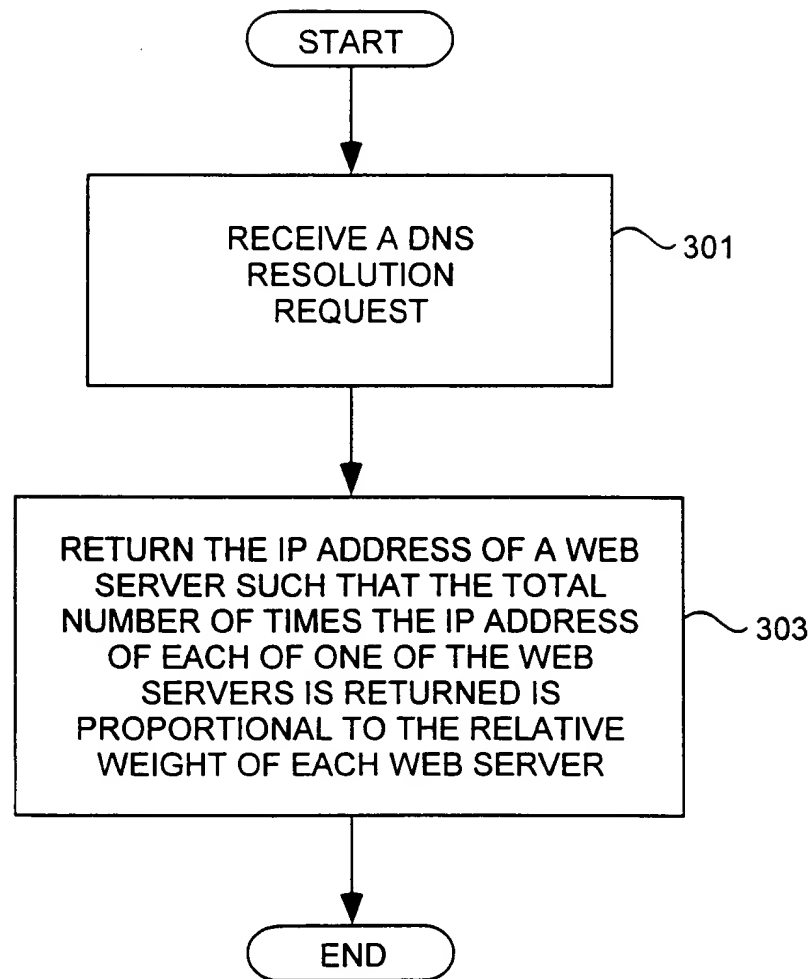 START
RECEIVE A DNS
RESOLUTION
REQUEST
301
RETURN THE IP ADDRESS OF A WEB
SERVER SUCH THAT THE TOTAL
NUMBER OF TIMES THE IP ADDRESS
OF EACH OF ONE OF THE WEB
SERVERS IS RETURNED IS
PROPORTIONAL TO THE RELATIVE
WEIGHT OF EACH WEB SERVER
303
END